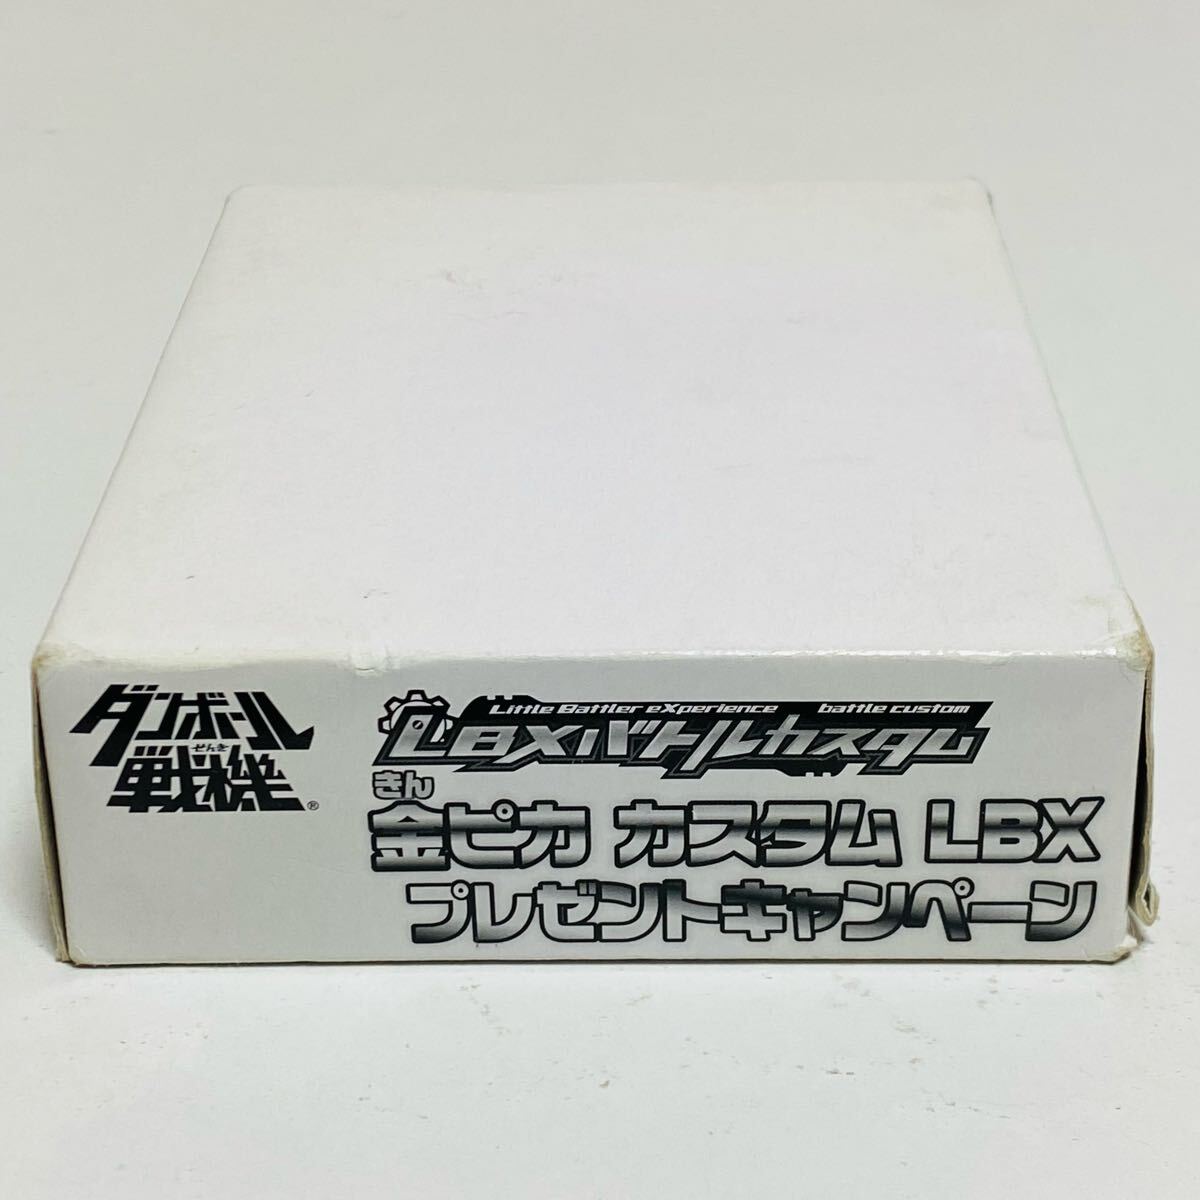 ダンボール
せんき
戦機®
Little Battler eXperience battle custom
LBXバトルカスタム
きん
金ピカ カスタム LBX
プレゼントキャンペーン